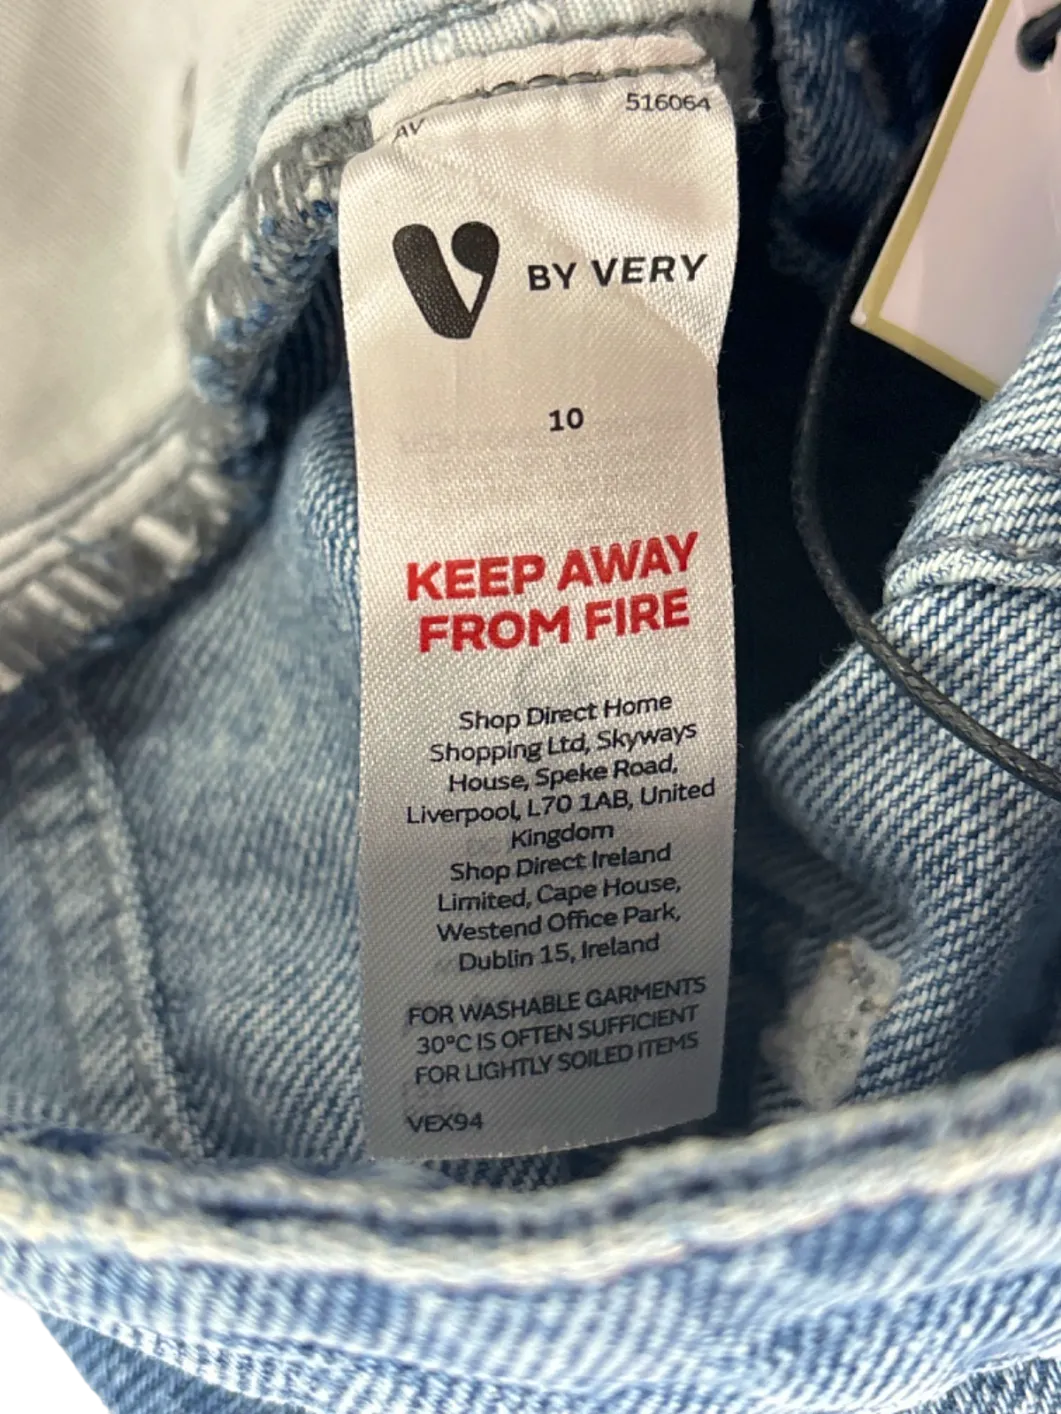 516064
AV
V BY VERY
10
KEEP AWAY
FROM FIRE
Shop Direct Home
Shopping Ltd, Skyways
House, Speke Road,
Liverpool, L70 1AB, United
Kingdom
Shop Direct Ireland
Limited, Cape House,
Westend Office Park,
Dublin 15, Ireland
FOR WASHABLE GARMENTS
30°C IS OFTEN SUFFICIENT
FOR LIGHTLY SOILED ITEMS
VEX94